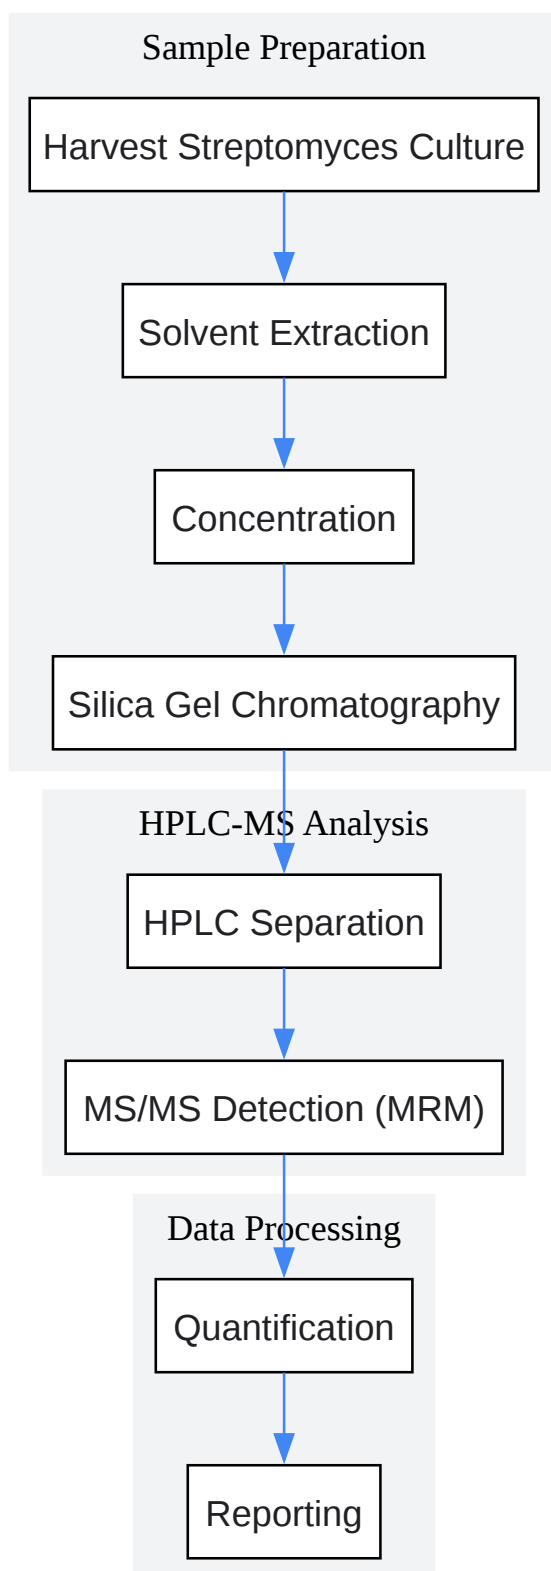 Sample Preparation
Harvest Streptomyces Culture
Solvent Extraction
Concentration
Silica Gel Chromatography
HPLC-MS Analysis
HPLC Separation
MS/MS Detection (MRM)
Data Processing
Quantification
Reporting